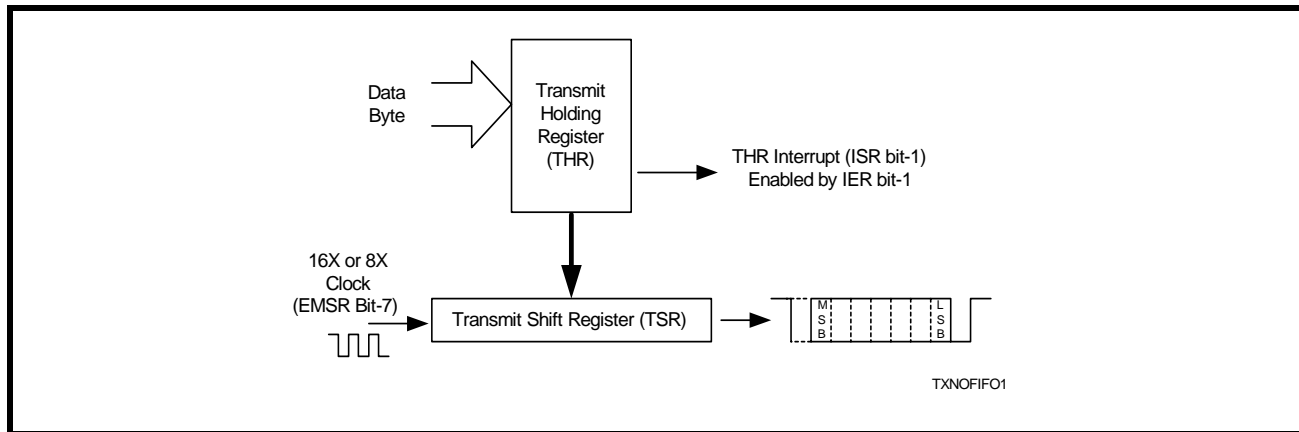 Data
Byte
Transmit
Holding
Register
(THR)
THR Interrupt (ISR bit-1)
Enabled by IER bit-1
16X or 8X
Clock
(EMSR Bit-7)
Transmit Shift Register (TSR)
M
S
B
L
S
B
TXNOFIFO1